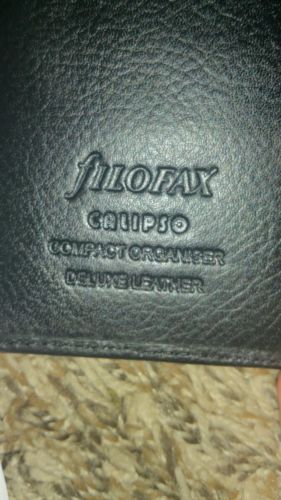 fILOFAX
CALIPSO
COMPACT ORGANISER
DELUXE LEATHER